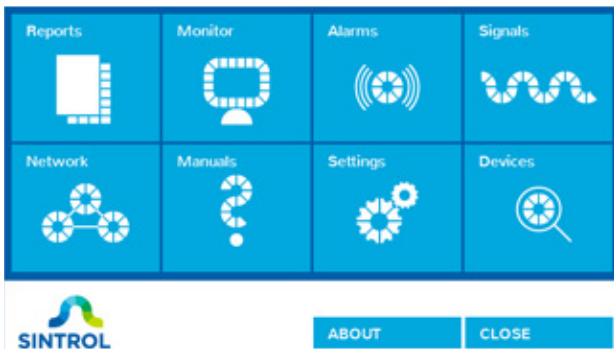 Reports Monitor Alarms Signals
Network Manuals Settings Devices
SINTROL ABOUT CLOSE